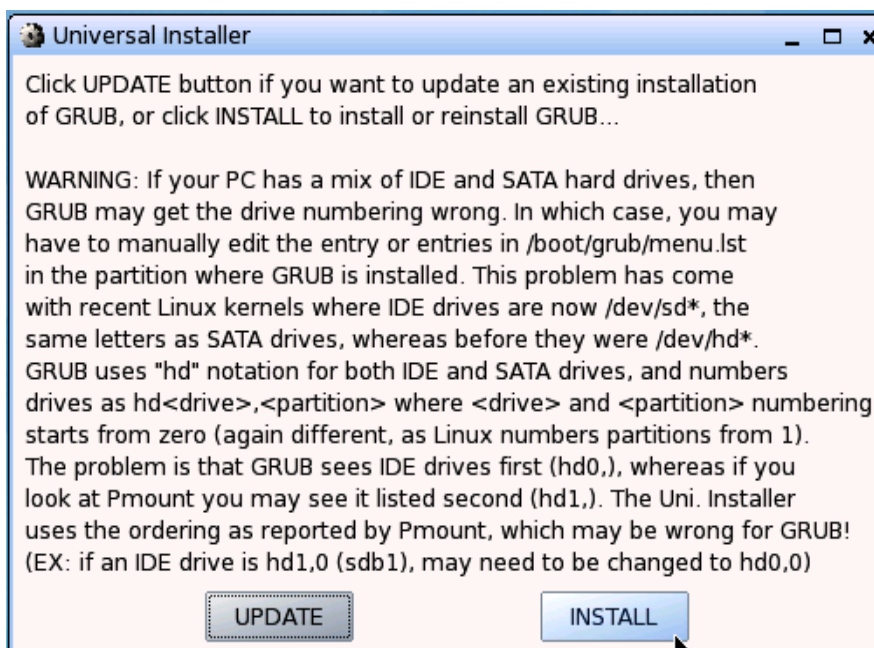 Universal Installer
Click UPDATE button if you want to update an existing installation
of GRUB, or click INSTALL to install or reinstall GRUB...
WARNING: If your PC has a mix of IDE and SATA hard drives, then
GRUB may get the drive numbering wrong. In which case, you may
have to manually edit the entry or entries in /boot/grub/menu.lst
in the partition where GRUB is installed. This problem has come
with recent Linux kernels where IDE drives are now /dev/sd*, the
same letters as SATA drives, whereas before they were /dev/hd*.
GRUB uses "hd" notation for both IDE and SATA drives, and numbers
drives as hd<drive>,<partition> where <drive> and <partition> numbering
starts from zero (again different, as Linux numbers partitions from 1).
The problem is that GRUB sees IDE drives first (hd0,), whereas if you
look at Pmount you may see it listed second (hd1,). The Uni. Installer
uses the ordering as reported by Pmount, which may be wrong for GRUB!
(EX: if an IDE drive is hd1,0 (sdb1), may need to be changed to hd0,0)
UPDATE INSTALL